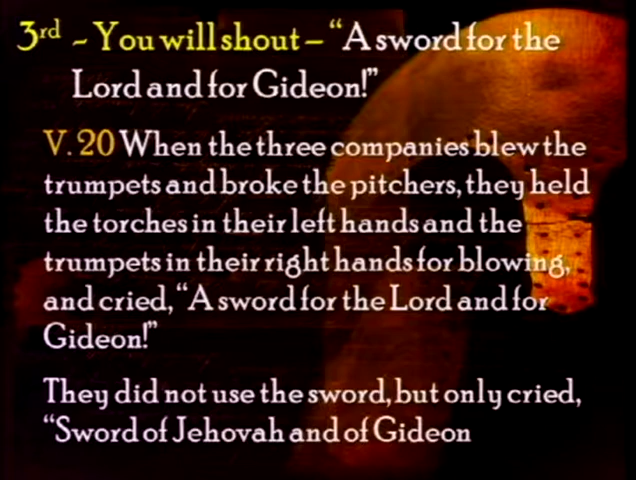 3rd ~ You will shout – “A sword for the
Lord and for Gideon!”
V. 20 When the three companies blew the
trumpets and broke the pitchers, they held
the torches in their left hands and the
trumpets in their right hands for blowing,
and cried, “A sword for the Lord and for
Gideon!”
They did not use the sword, but only cried,
“Sword of Jehovah and of Gideon